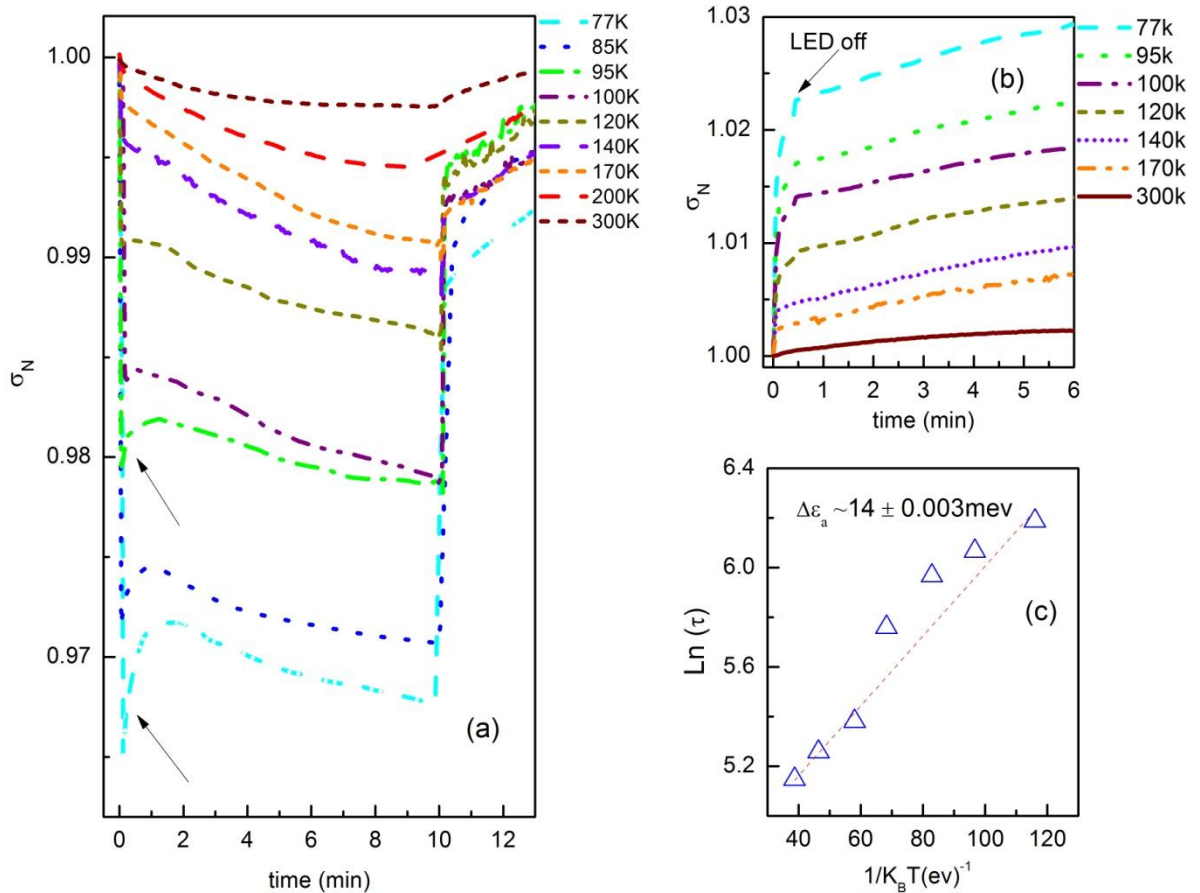 77K
85K
95K
100K
120K
140K
170K
200K
300K
1.00
0.99
0.98
0.97
σN
0 2 4 6 8 10 12
time (min)
(a)
1.03
1.02
1.01
1.00
σN
LED off
(b)
77k
95k
100k
120k
140k
170k
300k
0 1 2 3 4 5 6
time (min)
6.4
6.0
5.6
5.2
Ln (τ)
Δεa ~14 ± 0.003mev
(c)
40 60 80 100 120
1/KBT(ev)-1